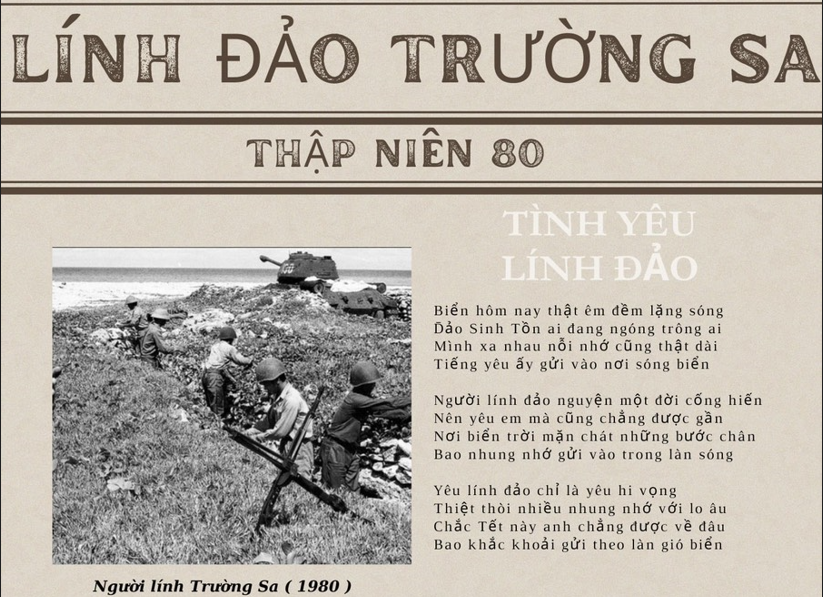 LÍNH ĐẢO TRƯỜNG SA
THẬP NIÊN 80
TÌNH YÊU
LÍNH ĐẢO
Biển hôm nay thật êm đềm lặng sóng
Đảo Sinh Tồn ai đang ngóng trông ai
Mình xa nhau nỗi nhớ cũng thật dài
Tiếng yêu ấy gửi vào nơi sóng biển
Người lính đảo nguyện một đời cống hiến
Nên yêu em mà cũng chẳng được gần
Nơi biển trời mặn chát những bước chân
Bao nhung nhớ gửi vào trong làn sóng
Yêu lính đảo chỉ là yêu hi vọng
Thiệt thòi nhiều nhung nhớ với lo âu
Chắc Tết này anh chẳng được về đâu
Bao khắc khoải gửi theo làn gió biển
Người lính Trường Sa ( 1980 )